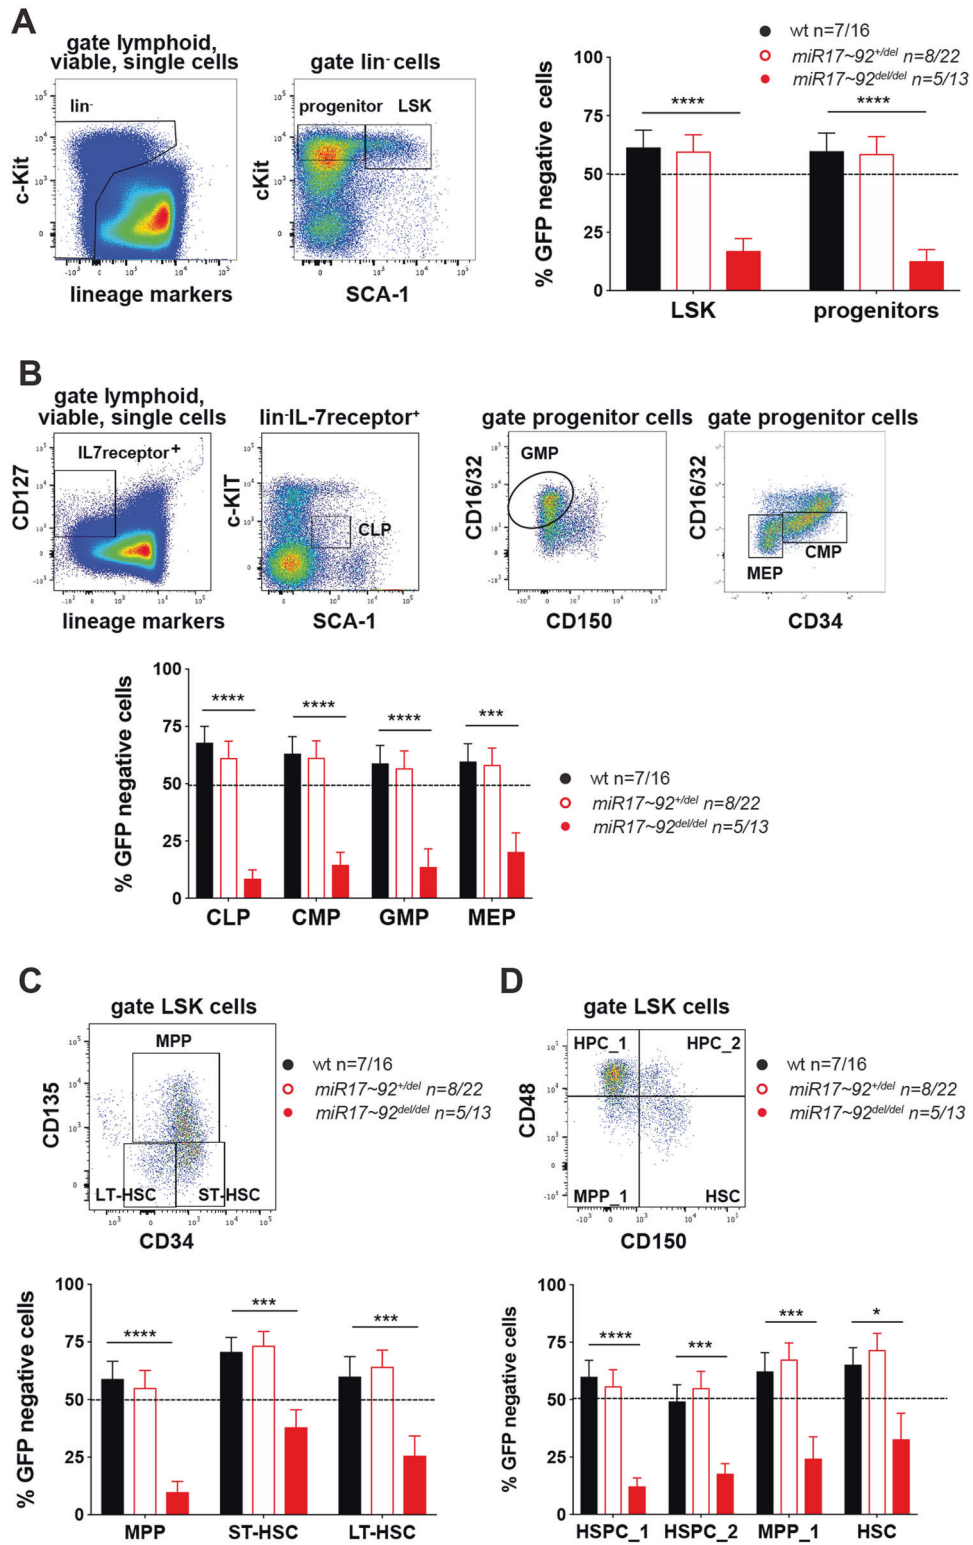 A
gate lymphoid,
viable, single cells
gate lin- cells
lin-
progenitor LSK
c-Kit
cKit
lineage markers
SCA-1
wt n=7/16
miR17~92+/del n=8/22
miR17~92del/del n=5/13
% GFP negative cells
100
75
50
25
0
****
****
LSK
progenitors
B
gate lymphoid,
viable, single cells
lin-IL-7receptor+
gate progenitor cells
gate progenitor cells
IL7receptor+
CD127
lineage markers
c-KIT
CLP
SCA-1
GMP
CD16/32
CD150
CD16/32
MEP
CMP
CD34
% GFP negative cells
100
75
50
25
0
****
****
****
***
CLP
CMP
GMP
MEP
wt n=7/16
miR17~92+/del n=8/22
miR17~92del/del n=5/13
C
gate LSK cells
MPP
CD135
LT-HSC
ST-HSC
CD34
wt n=7/16
miR17~92+/del n=8/22
miR17~92del/del n=5/13
% GFP negative cells
100
75
50
25
0
****
***
***
MPP
ST-HSC
LT-HSC
D
gate LSK cells
HPC_1
HPC_2
CD48
MPP_1
HSC
CD150
wt n=7/16
miR17~92+/del n=8/22
miR17~92del/del n=5/13
% GFP negative cells
100
75
50
25
0
****
***
***
*
HSPC_1
HSPC_2
MPP_1
HSC